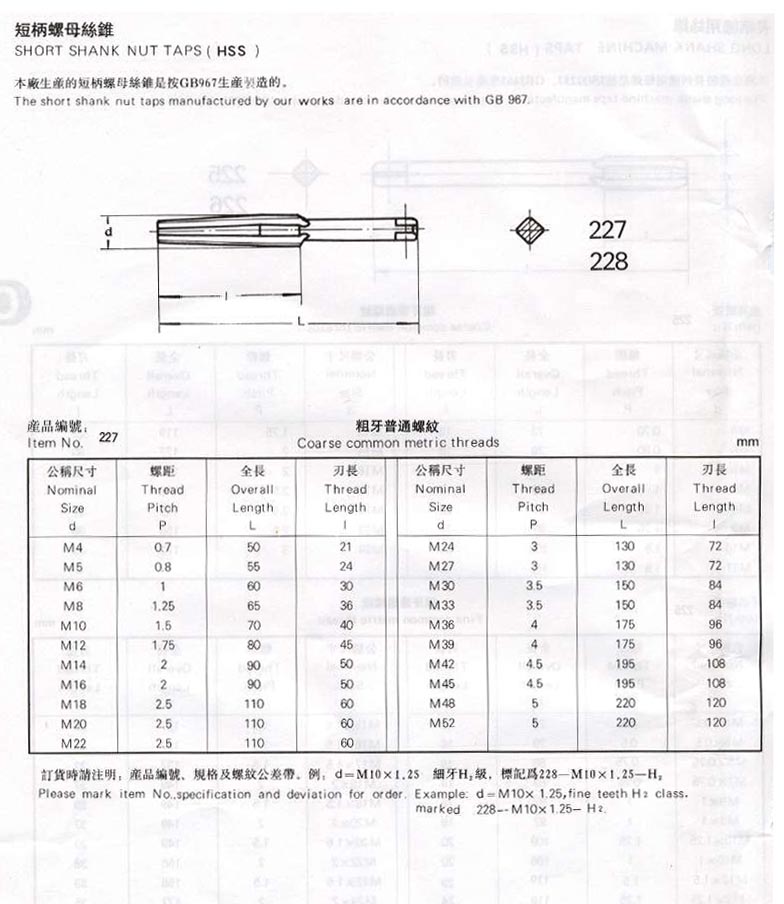 短柄螺母絲錐
SHORT SHANK NUT TAPS ( HSS )
本廠生産的短柄螺母絲錐是按GB967生産製造的。
The short shank nut taps manufactured by our works are in accordance with GB 967.
d
227
228
l
L
産品編號:
Item No. 227
粗牙普通螺紋
Coarse common metric threads
mm
公稱尺寸 螺距 全長 刃長 公稱尺寸 螺距 全長 刃長
Nominal Thread Overall Thread Nominal Thread Overall Thread
Size Pitch Length Length Size Pitch Length Length
d P L l d P L l
M4 0.7 50 21 M24 3 130 72
M5 0.8 55 24 M27 3 130 72
M6 1 60 30 M30 3.5 150 84
M8 1.25 65 36 M33 3.5 150 84
M10 1.5 70 40 M36 4 175 96
M12 1.75 80 45 M39 4 175 96
M14 2 90 50 M42 4.5 195 108
M16 2 90 50 M45 4.5 195 108
M18 2.5 110 60 M48 5 220 120
M20 2.5 110 60 M52 5 220 120
M22 2.5 110 60
訂貨時請注明: 産品編號、規格及螺紋公差帶。例: d=M10×1.25 細牙H₂級, 標記爲228—M10×1.25—H₂
Please mark item No.,specification and deviation for order. Example: d=M10×1.25,fine teeth H₂ class.
marked 228--M10×1.25–H₂.